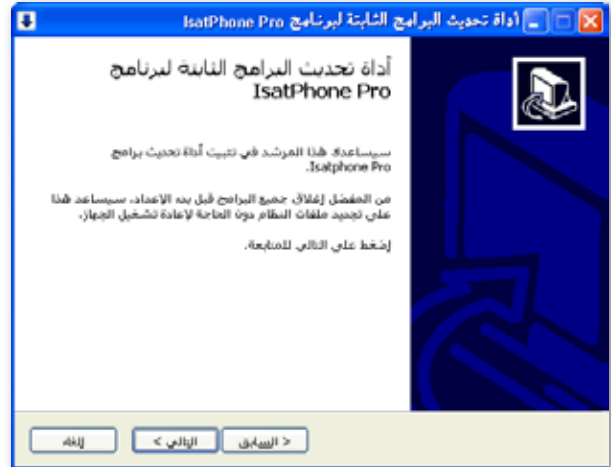 أداة تحديث البرامج الثابتة لبرنامج IsatPhone Pro
أداة تحديث البرامج الثابتة لبرنامج
IsatPhone Pro
سيساعدك هذا المرشد في تثبيت أداة تحديث برامج
Isatphone Pro.
من المفضل إغلاق جميع البرامج قبل بدء الإعداد، سيساعد هذا
على تجديد ملفات النظام دون الحاجة لإعادة تشغيل الجهاز.
إضغط على التالي للمتابعة.
< السابق
التالي >
إلغاء